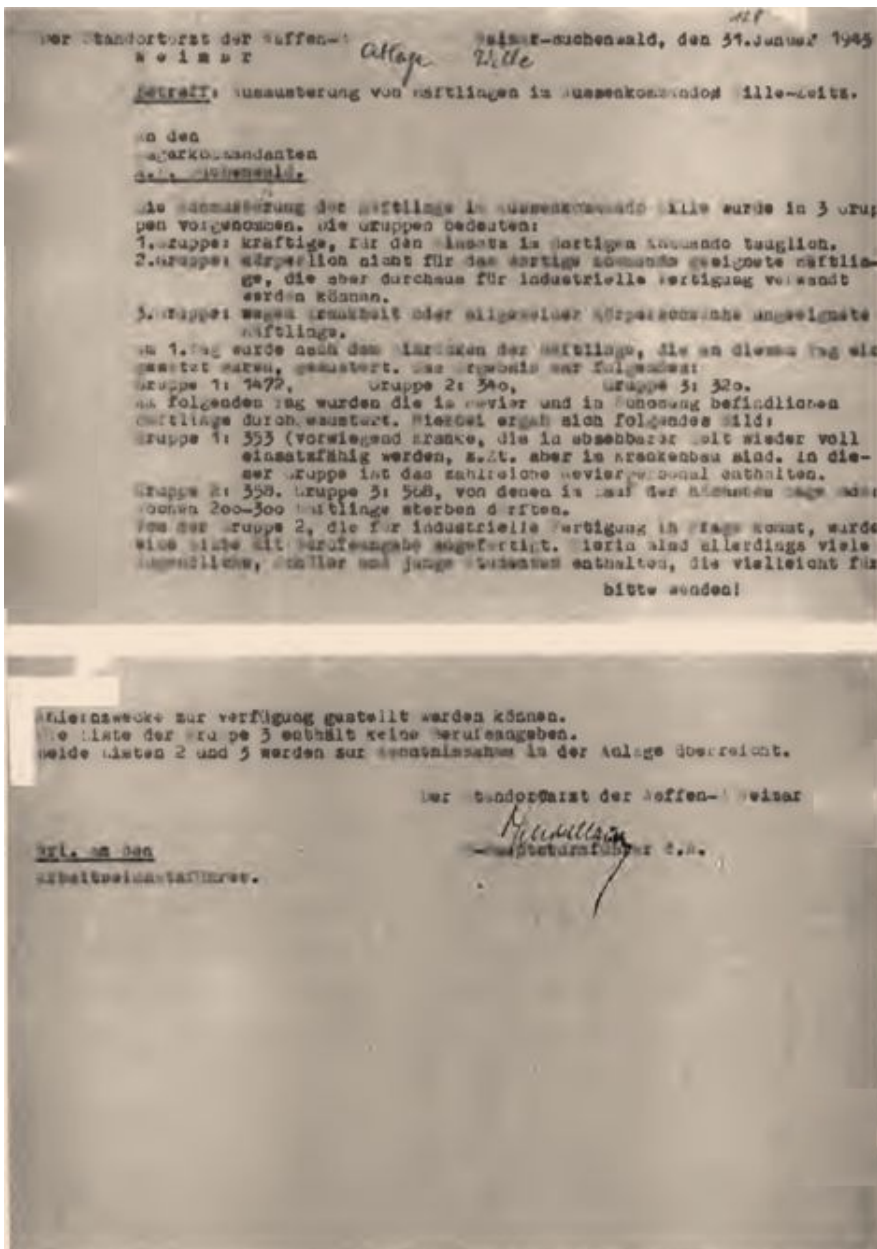 128
Der Standortarzt der Waffen-
Weimar-Buchenwald, den 31.Januar 1945
Weimar
Wille
Betreff: Ausmusterung von Häftlingen im Aussenkommando Wille-Zeitz.
An den
Lagerkommandanten
K.L. Buchenwald.
Die Ausmusterung der Häftlinge im Aussenkommando Wille wurde in 3 Grup
pen vorgenommen. Die Gruppen bedeuten:
1.Gruppe: kräftige, für den Einsatz im dortigen Kommando tauglich.
2.Gruppe: körperlich nicht für das dortige Kommando geeignete Häftlin-
ge, die aber durchaus für industrielle Fertigung verwandt
werden können.
3. Gruppe: wegen Krankheit oder allgemeiner Körperschwäche ungeeignete
Häftlinge.
Am 1.Tag wurde nach dem Einrücken der Häftlinge, die an diesem Tag ein
gesetzt waren, gemustert. Das Ergebnis war folgendes:
Gruppe 1: 1472, Gruppe 2: 340, Gruppe 3: 320.
Am folgenden Tag wurden die im Revier und in Schonung befindlichen
Häftlinge durchgemustert. Hierbei ergab sich folgendes Bild:
Gruppe 1: 353 (vorwiegend Kranke, die in absehbarer Zeit wieder voll
einsatzfähig werden, z.Zt. aber im Krankenbau sind. In die-
ser Gruppe ist das zahlreiche Revierpersonal enthalten.
Gruppe 2: 358. Gruppe 3: 508, von denen im Lauf der nächsten Tage oder
Wochen 200-300 Häftlinge sterben dürften.
Von der Gruppe 2, die für industrielle Fertigung in Frage kommt, wurde
eine Liste mit Berufsangabe angefertigt. Hierin sind allerdings viele
Jugendliche, Schüler und junge Studenten enthalten, die vielleicht für
bitte wenden!
zur Verfügung gestellt werden können.
Die Liste der Gruppe 3 enthält keine Berufsangaben.
Beide Listen 2 und 3 werden zur Kenntnisnahme in der Anlage überreicht.
Der Standortarzt der Waffen- Weimar
Hauptsturmführer d.R.
an den
Arbeitseinsatzführer.